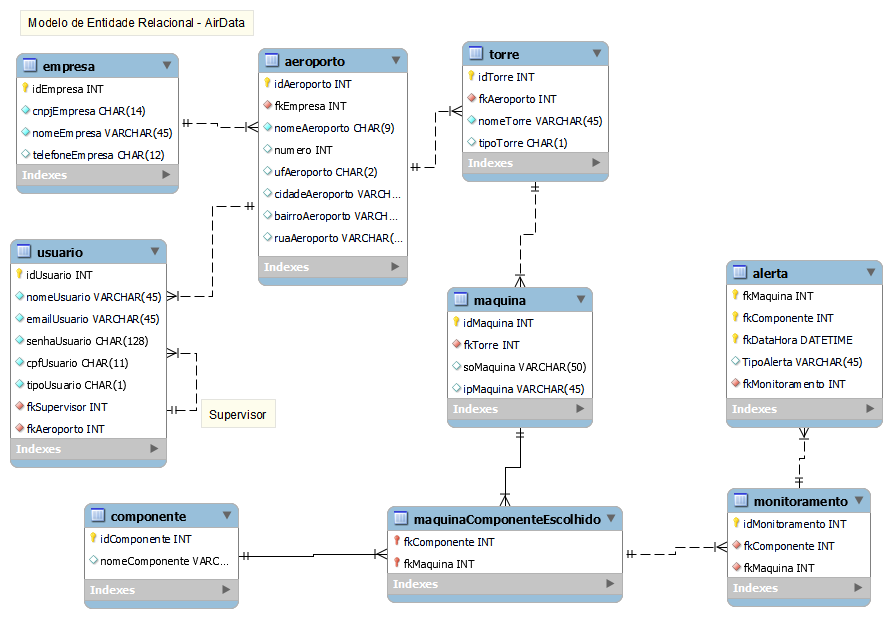 Modelo de Entidade Relacional - AirData
empresa
idEmpresa INT
cnpjEmpresa CHAR(14)
nomeEmpresa VARCHAR(45)
telefoneEmpresa CHAR(12)
Indexes
aeroporto
idAeroporto INT
fkEmpresa INT
nomeAeroporto CHAR(9)
numero INT
ufAeroporto CHAR(2)
cidadeAeroporto VARCH...
bairroAeroporto VARCH...
ruaAeroporto VARCHAR(...
Indexes
torre
idTorre INT
fkAeroporto INT
nomeTorre VARCHAR(45)
tipoTorre CHAR(1)
Indexes
usuario
idUsuario INT
nomeUsuario VARCHAR(45)
emailUsuario VARCHAR(45)
senhaUsuario CHAR(128)
cpfUsuario CHAR(11)
tipoUsuario CHAR(1)
fkSupervisor INT
fkAeroporto INT
Indexes
Supervisor
maquina
idMaquina INT
fkTorre INT
soMaquina VARCHAR(50)
ipMaquina VARCHAR(45)
Indexes
alerta
fkMaquina INT
fkComponente INT
fkDataHora DATETIME
TipoAlerta VARCHAR(45)
fkMonitoramento INT
Indexes
componente
idComponente INT
nomeComponente VARC...
Indexes
maquinaComponenteEscolhido
fkComponente INT
fkMaquina INT
Indexes
monitoramento
idMonitoramento INT
fkComponente INT
fkMaquina INT
Indexes